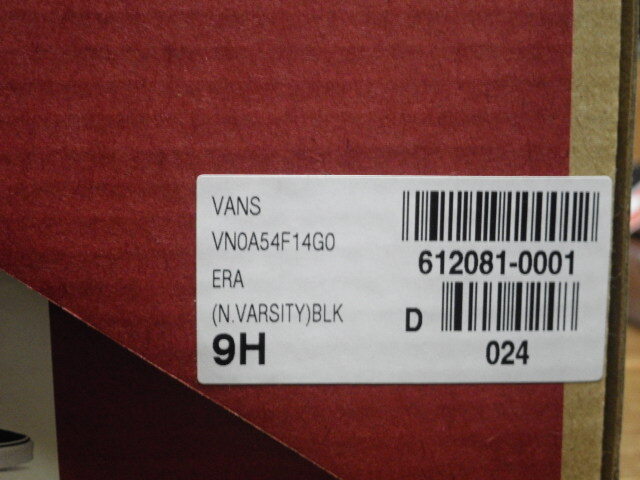 VANS
VN0A54F14G0
ERA
(N.VARSITY)BLK
9H
612081-0001
D
024